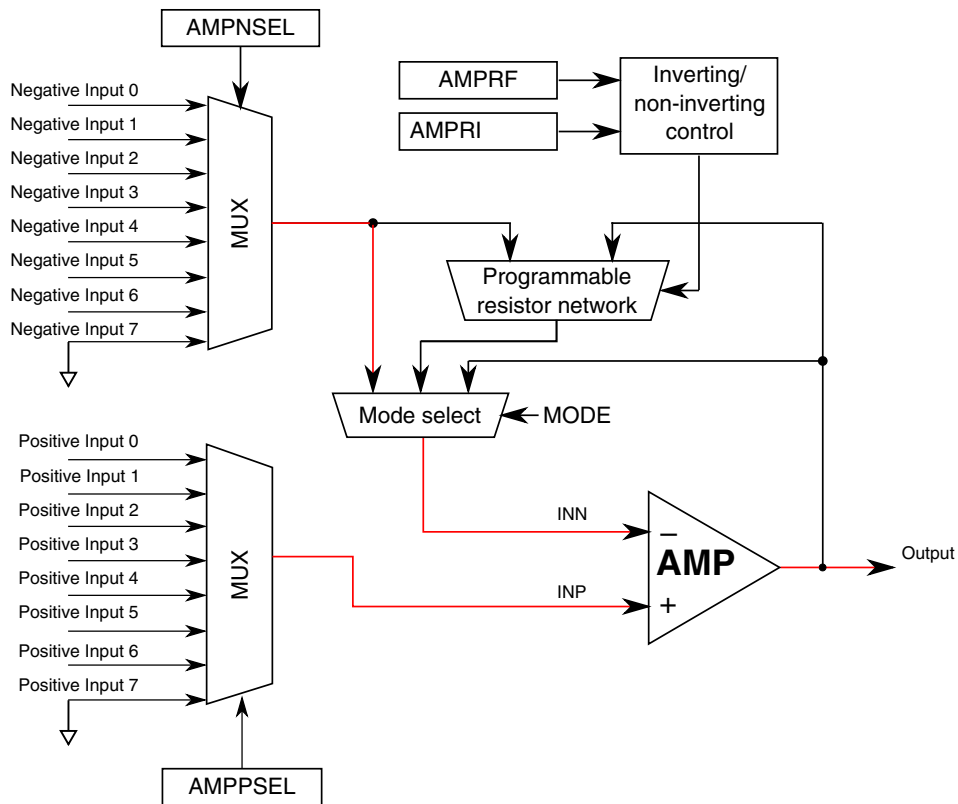 AMPNSEL
AMPRF
AMPRI
Inverting/
non-inverting
control
Negative Input 0
Negative Input 1
Negative Input 2
Negative Input 3
Negative Input 4
Negative Input 5
Negative Input 6
Negative Input 7
MUX
Programmable
resistor network
Mode select
MODE
Positive Input 0
Positive Input 1
Positive Input 2
Positive Input 3
Positive Input 4
Positive Input 5
Positive Input 6
Positive Input 7
MUX
INN
INP
−
AMP
+
Output
AMPPSEL